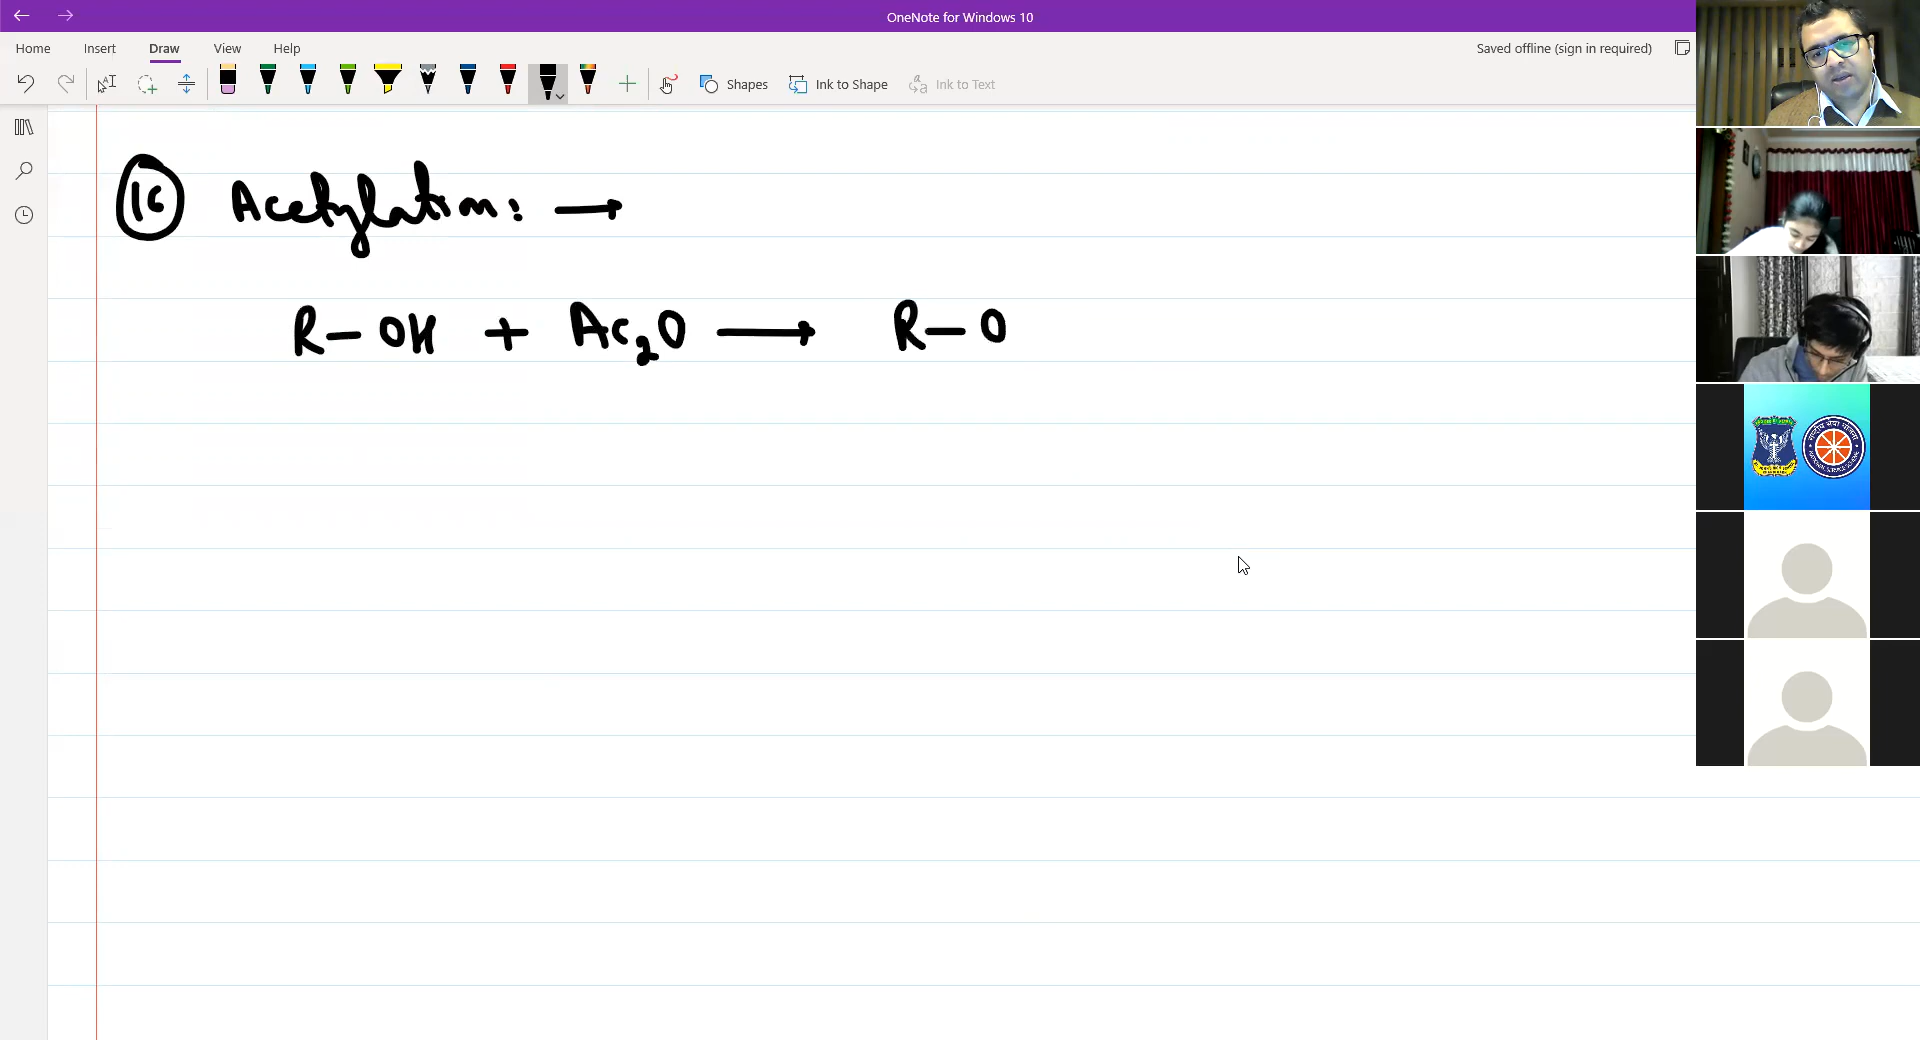 OneNote for Windows 10
Home Insert Draw View Help
Saved offline (sign in required)
Shapes Ink to Shape Ink to Text
16 Acetylation: →
R – OH + Ac₂O → R – O